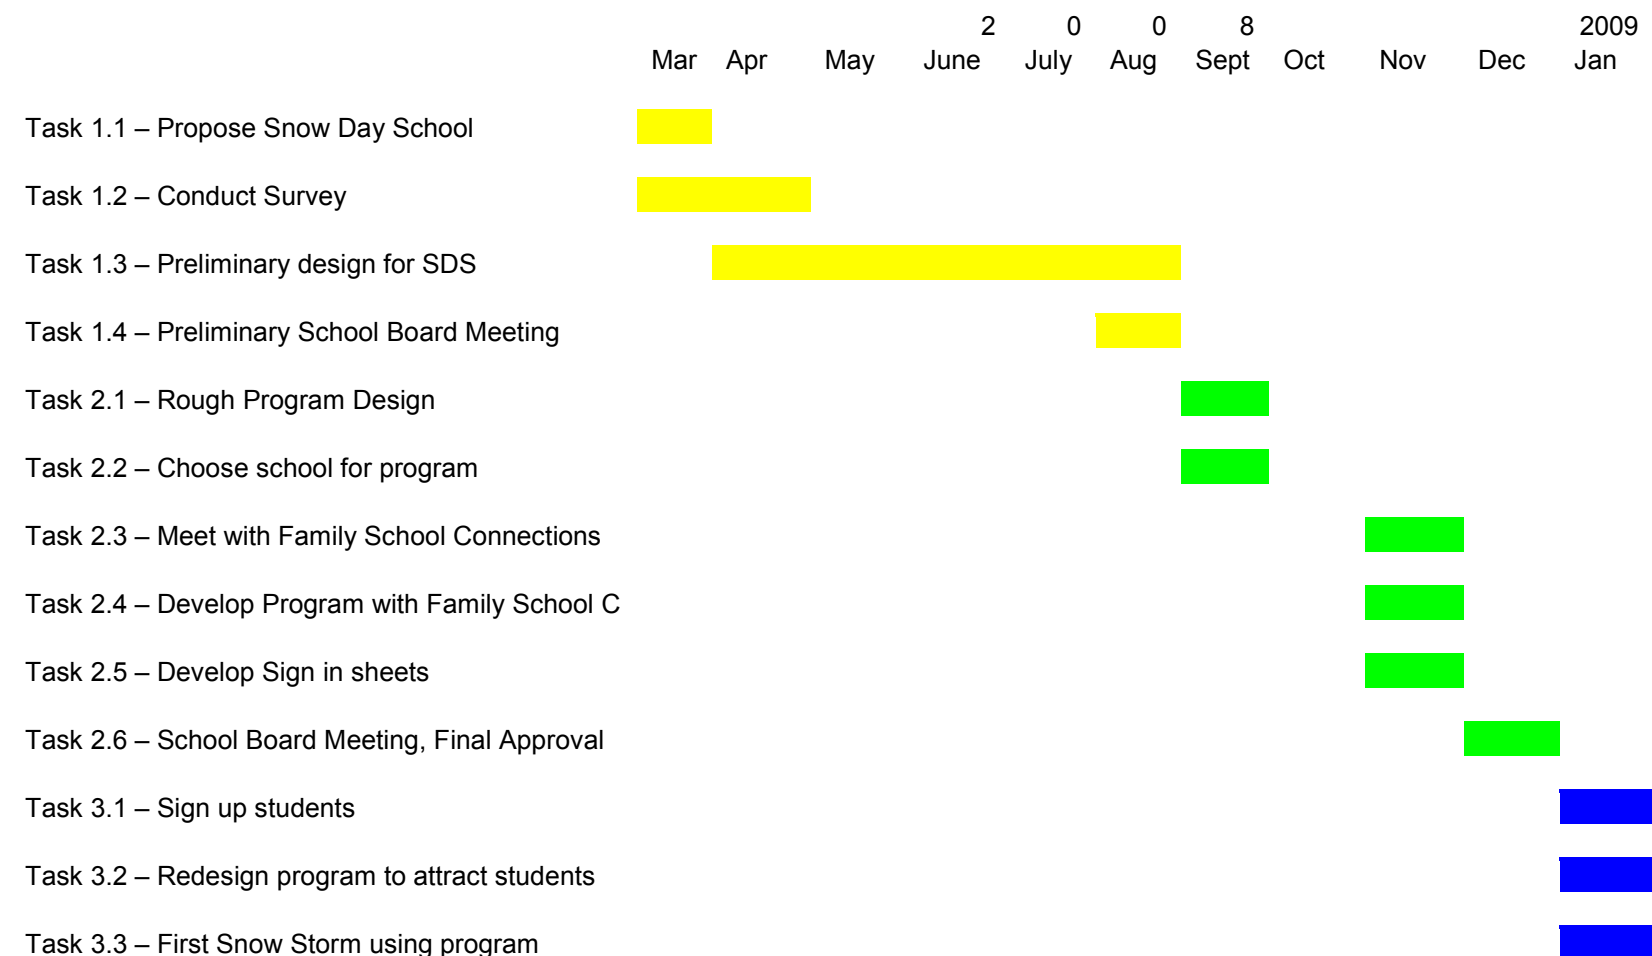 2 0 0 8 2009
Mar Apr May June July Aug Sept Oct Nov Dec Jan
Task 1.1 – Propose Snow Day School
Task 1.2 – Conduct Survey
Task 1.3 – Preliminary design for SDS
Task 1.4 – Preliminary School Board Meeting
Task 2.1 – Rough Program Design
Task 2.2 – Choose school for program
Task 2.3 – Meet with Family School Connections
Task 2.4 – Develop Program with Family School C
Task 2.5 – Develop Sign in sheets
Task 2.6 – School Board Meeting, Final Approval
Task 3.1 – Sign up students
Task 3.2 – Redesign program to attract students
Task 3.3 – First Snow Storm using program